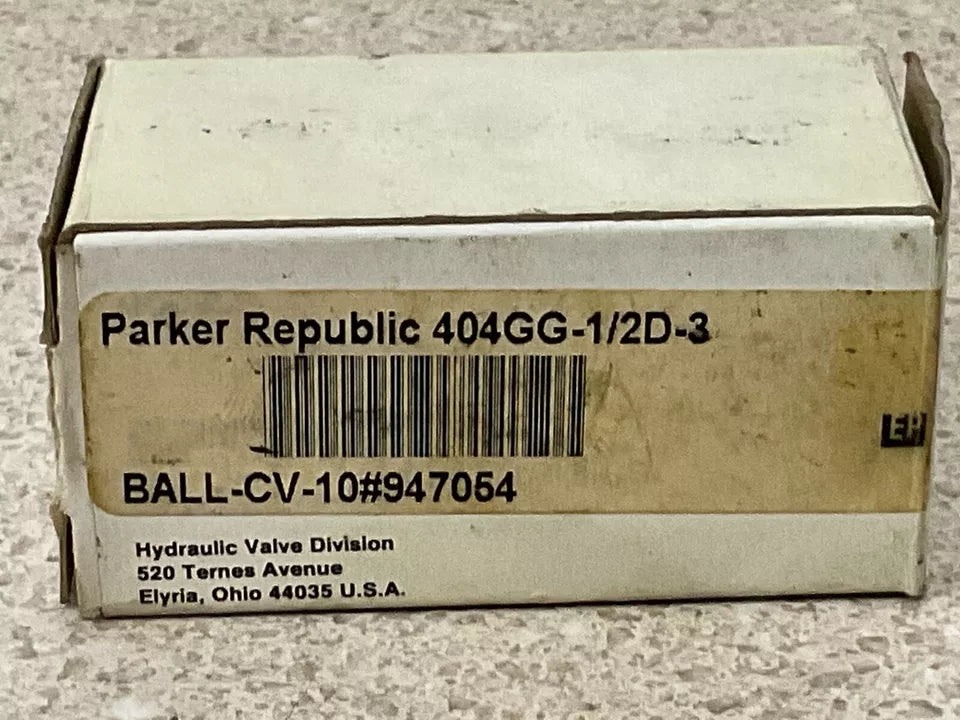 Parker Republic 404GG-1/2D-3
BALL-CV-10#947054
Hydraulic Valve Division
520 Ternes Avenue
Elyria, Ohio 44035 U.S.A.